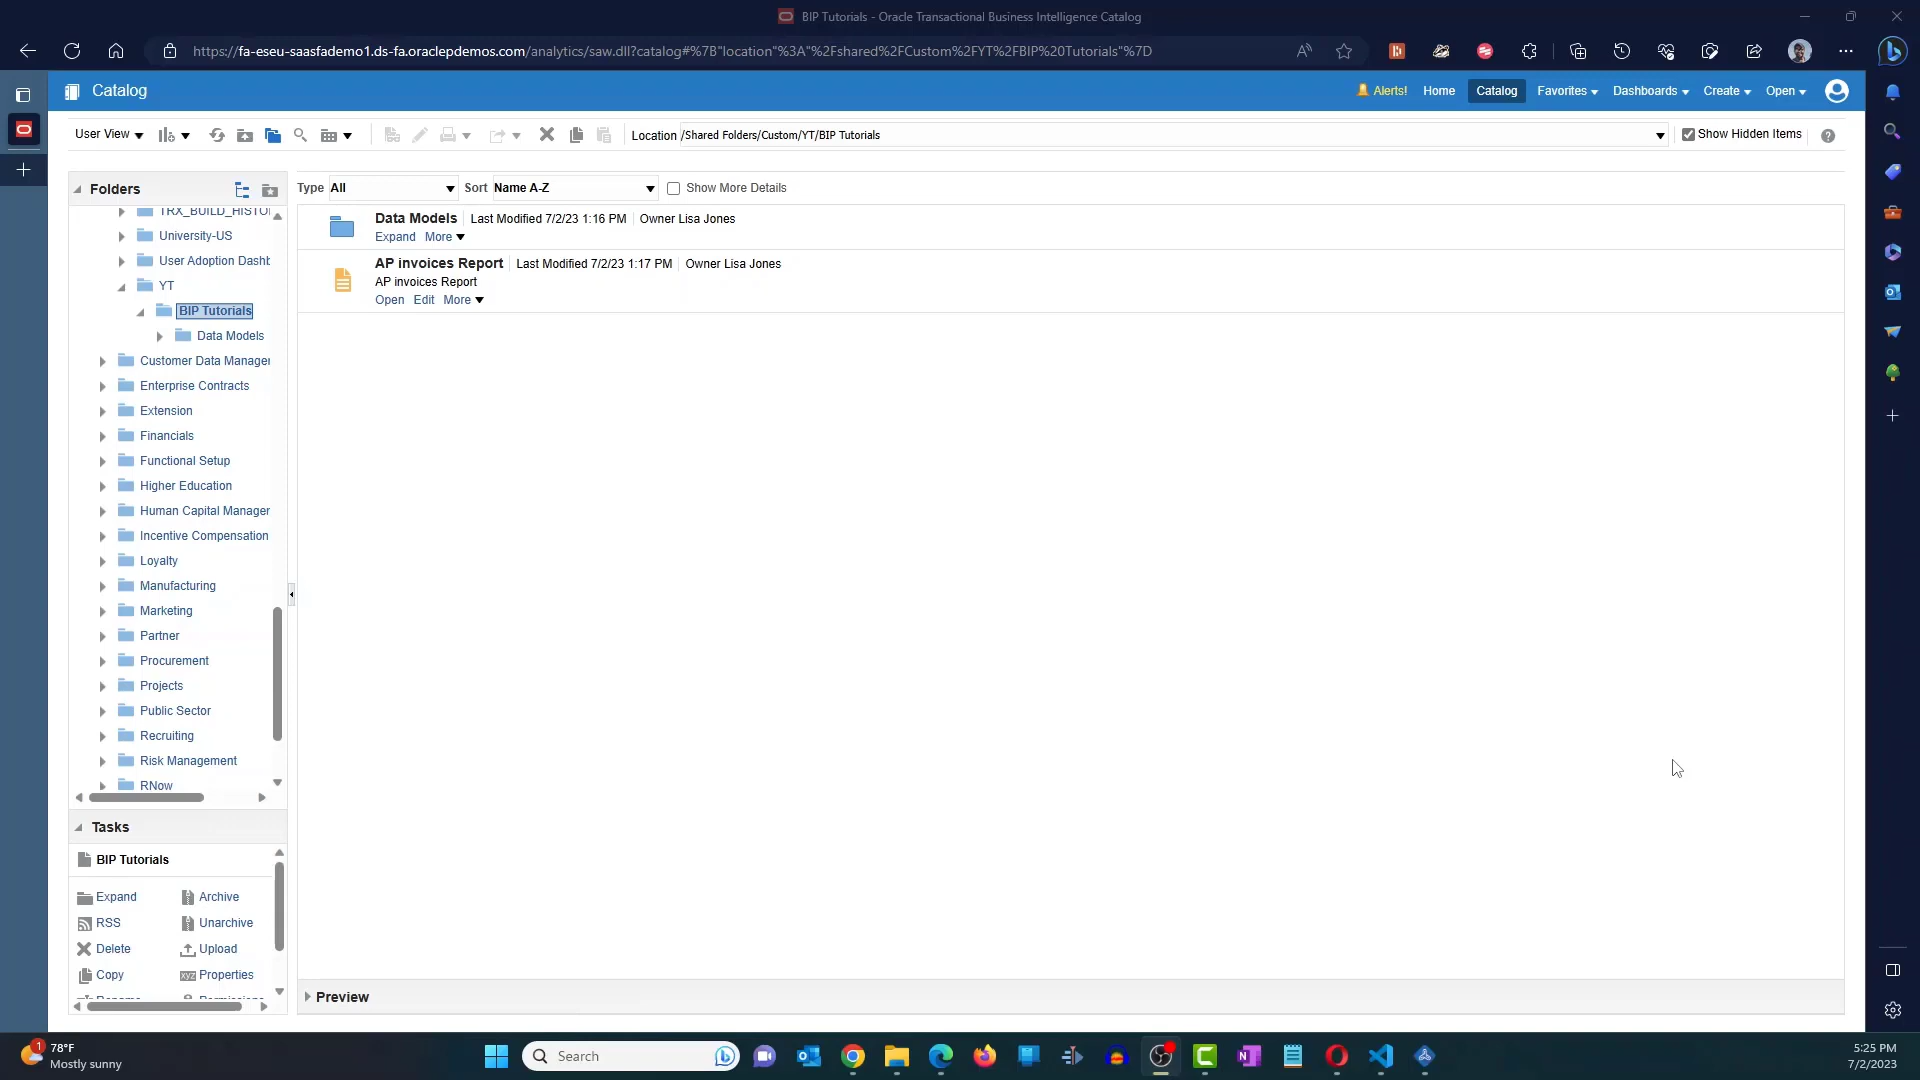 BIP Tutorials - Oracle Transactional Business Intelligence Catalog
https://fa-eseu-saasfademo1.ds-fa.oraclepdemos.com/analytics/saw.dll?catalog#%7B"location"%3A"%2Fshared%2FCustom%2FYT%2FBIP%20Tutorials"%7D
Catalog
Alerts! Home Catalog Favorites Dashboards Create Open
User View
Location /Shared Folders/Custom/YT/BIP Tutorials
Show Hidden Items
Folders
Type All Sort Name A-Z Show More Details
TRX_BUILD_HISTO
University-US
User Adoption Dashb
YT
BIP Tutorials
Data Models
Customer Data Manager
Enterprise Contracts
Extension
Financials
Functional Setup
Higher Education
Human Capital Manager
Incentive Compensation
Loyalty
Manufacturing
Marketing
Partner
Procurement
Projects
Public Sector
Recruiting
Risk Management
RNow
Data Models Last Modified 7/2/23 1:16 PM Owner Lisa Jones
Expand More
AP invoices Report Last Modified 7/2/23 1:17 PM Owner Lisa Jones
AP invoices Report
Open Edit More
Tasks
BIP Tutorials
Expand Archive
RSS Unarchive
Delete Upload
Copy xyz Properties
Rename Permissions
Preview
1
78°F
Mostly sunny
Search
5:25 PM
7/2/2023